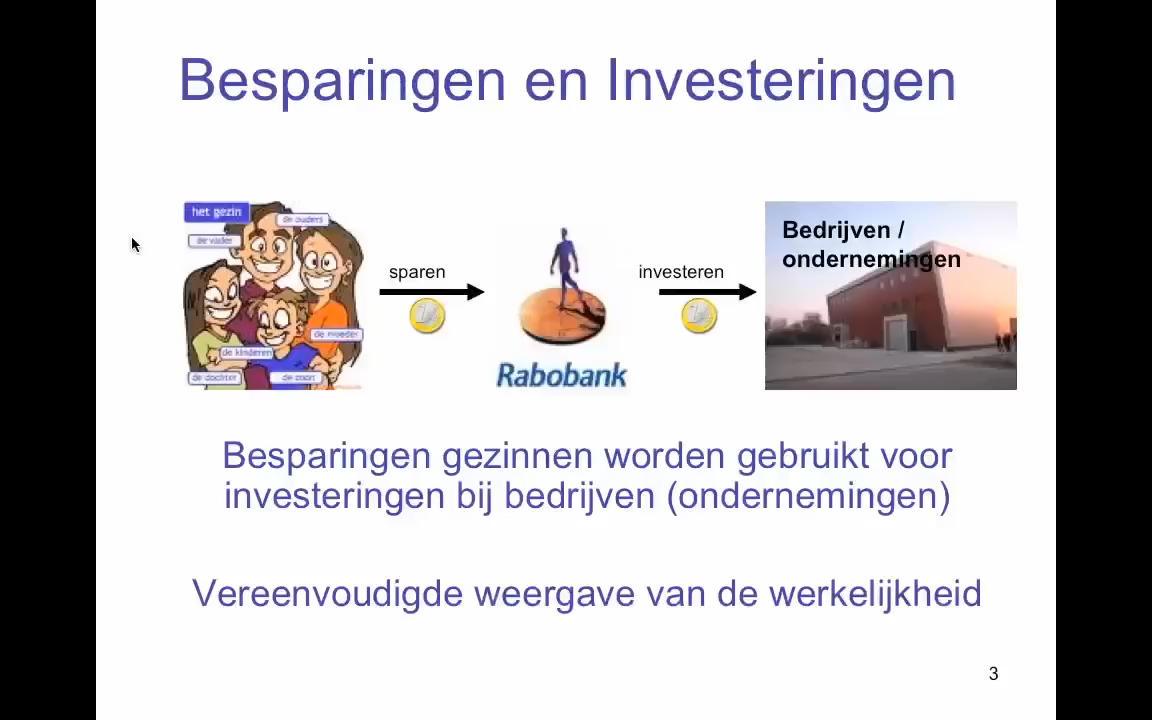 Besparingen en Investeringen
het gezin
de ouders
de vader
sparen
investeren
Bedrijven /
ondernemingen
de moeder
de kinderen
de dochter
de zoon
Rabobank
Besparingen gezinnen worden gebruikt voor
investeringen bij bedrijven (ondernemingen)
Vereenvoudigde weergave van de werkelijkheid
3